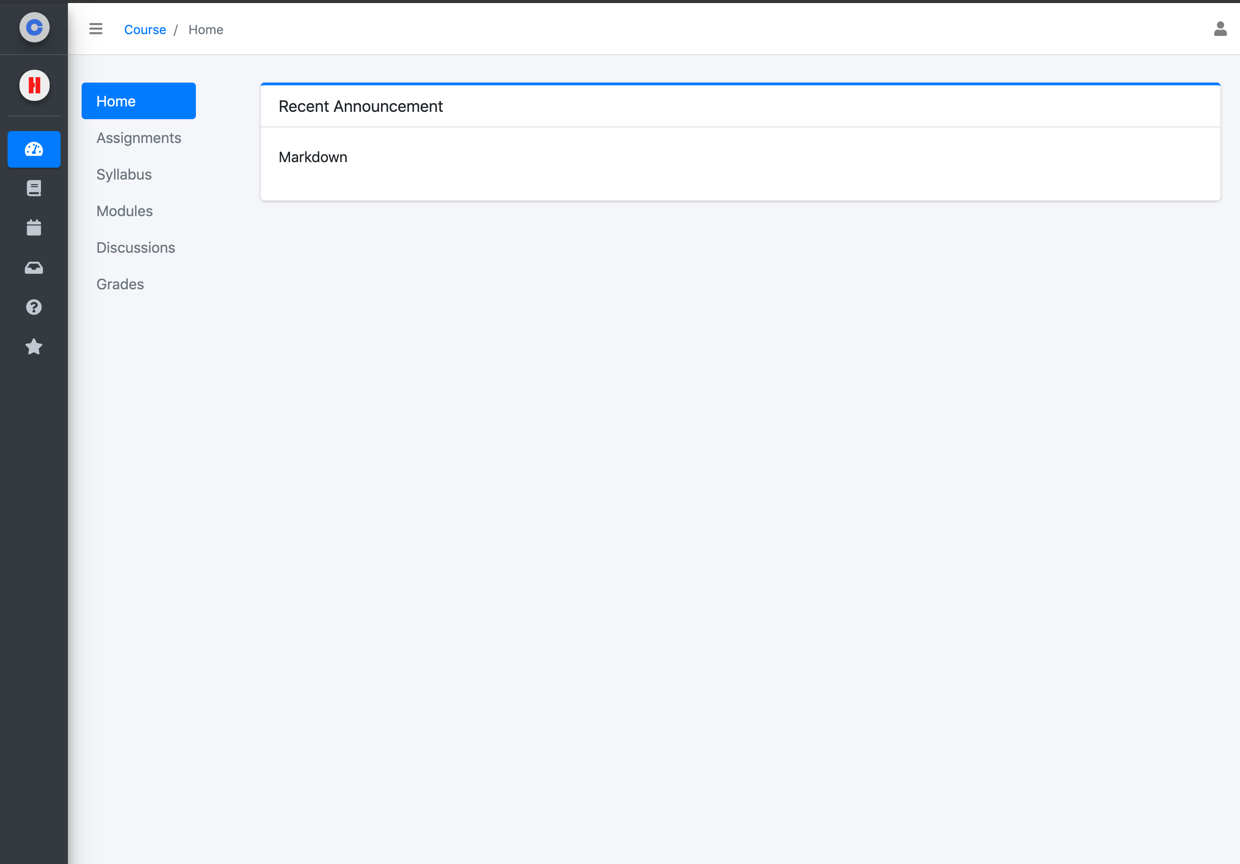 C
Course / Home
H
Home
Assignments
Syllabus
Modules
Discussions
Grades
Recent Announcement
Markdown